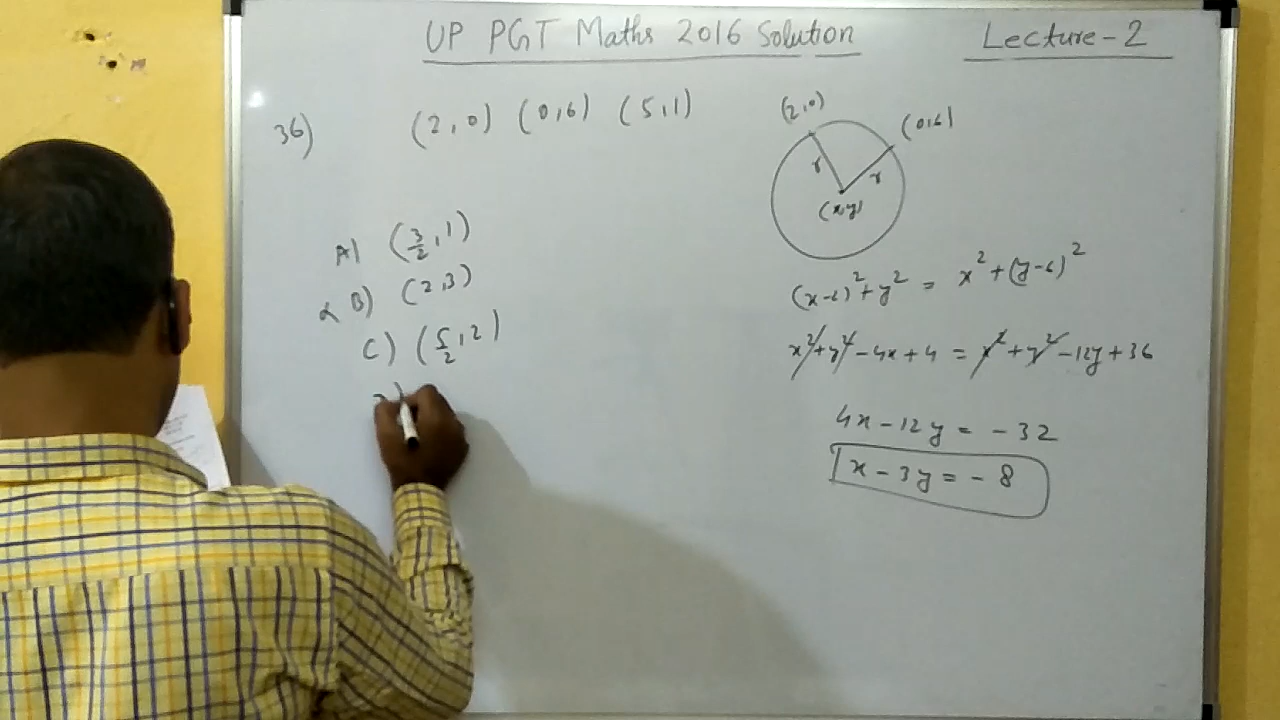 UP PGT Maths 2016 Solution
Lecture-2
36) (2,0) (0,6) (5,1)
A) (3/2, 1)
B) (2,3)
C) (5/2, 2)
(2,0)
(0,6)
r r
(x,y)
(x-2)²+y² = x²+(y-6)²
x²+y²-4x+4 = x²+y²-12y+36
4x-12y = -32
x-3y = -8